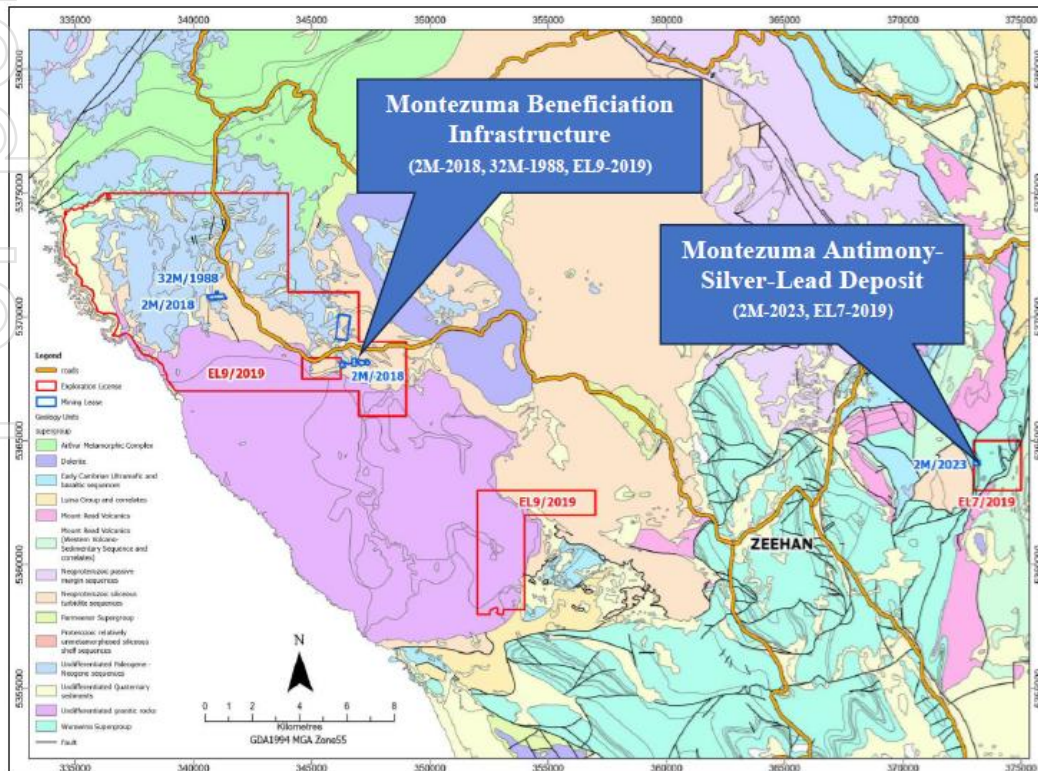 335000 340000 345000 350000 355000 360000 365000 370000 375000
5380000
5375000
5370000
5365000
5360000
5355000
Montezuma Beneficiation
Infrastructure
(2M-2018, 32M-1988, EL9-2019)
Montezuma Antimony-
Silver-Lead Deposit
(2M-2023, EL7-2019)
32M/1988
2M/2018
EL9/2019
2M/2018
2M/2023
EL7/2019
EL9/2019
ZEEHAN
Legend
roads
Exploration License
Mining Lease
Geology Units
supergroup
Arthur Metamorphic Complex
Dolerite
Early Cambrian Ultramafic and
basaltic sequences
Luina Group and correlates
Mount Read Volcanics
Mount Read Volcanics
(Western Volcano-
Sedimentary Sequence and
correlates)
Neoproterozoic passive
margin sequences
Neoproterozoic siliceous
turbidite sequences
Parmeener Supergroup
Proterozoic relatively
unmetamorphosed siliceous
shelf sequences
Undifferentiated Paleogene -
Neogene sequences
Undifferentiated Quaternary
sediments
Undifferentiated granitic rocks
Wurawina Supergroup
Fault
N
0 2 4 6 8
Kilometres
GDA1994 MGA Zone55
335000 340000 345000 350000 355000 360000 365000 370000 375000